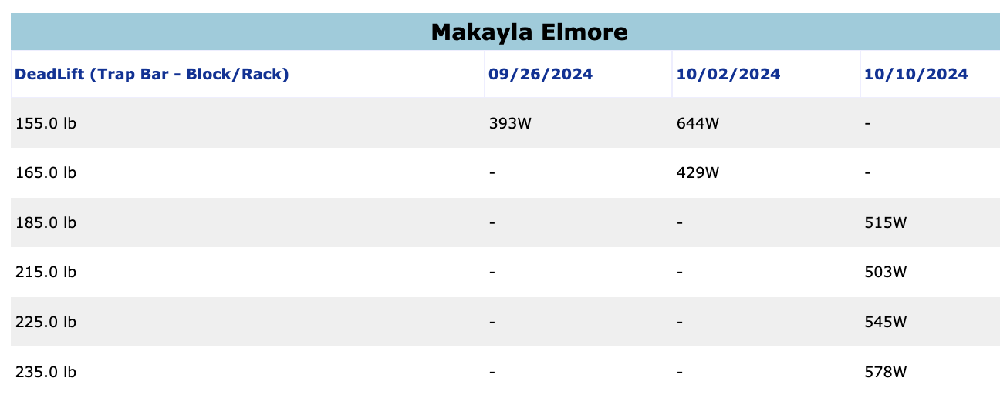 Makayla Elmore
DeadLift (Trap Bar - Block/Rack) 09/26/2024 10/02/2024 10/10/2024
155.0 lb 393W 644W -
165.0 lb - 429W -
185.0 lb - - 515W
215.0 lb - - 503W
225.0 lb - - 545W
235.0 lb - - 578W